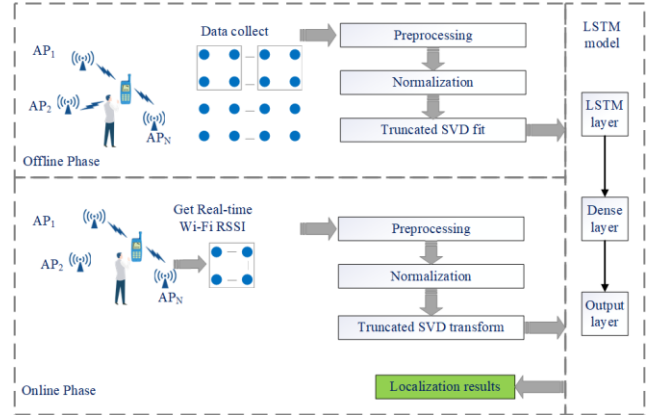 Data collect
AP1
AP2
APN
Preprocessing
Normalization
Truncated SVD fit
Offline Phase
LSTM
model
LSTM
layer
Dense
layer
Output
layer
Get Real-time
Wi-Fi RSSI
AP1
AP2
APN
Preprocessing
Normalization
Truncated SVD transform
Localization results
Online Phase